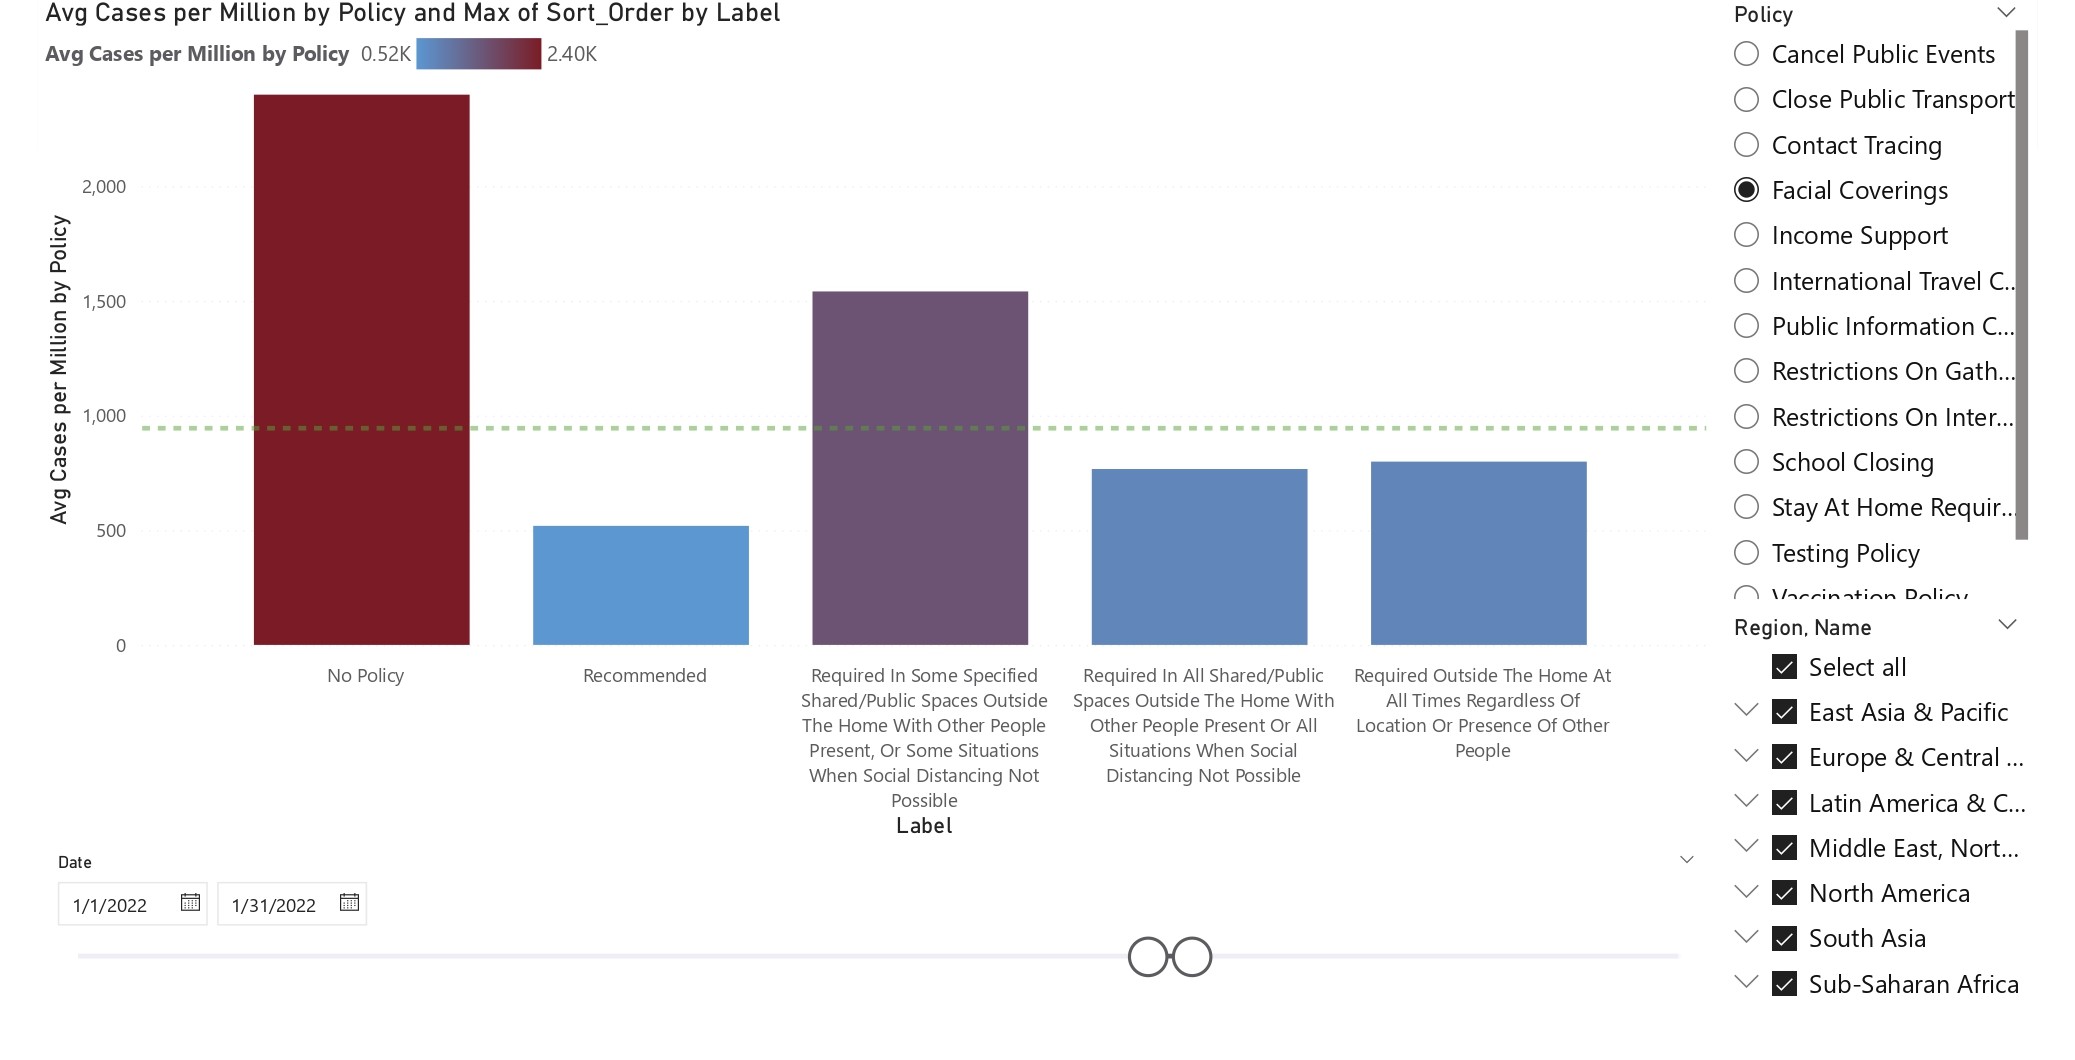 Avg Cases per Million by Policy and Max of Sort_Order by Label
Avg Cases per Million by Policy 0.52K 2.40K
Avg Cases per Million by Policy
2,000
1,500
1,000
500
0
No Policy
Recommended
Required In Some Specified
Shared/Public Spaces Outside
The Home With Other People
Present, Or Some Situations
When Social Distancing Not
Possible
Required In All Shared/Public
Spaces Outside The Home With
Other People Present Or All
Situations When Social
Distancing Not Possible
Required Outside The Home At
All Times Regardless Of
Location Or Presence Of Other
People
Label
Date
1/1/2022
1/31/2022
Policy
Cancel Public Events
Close Public Transport
Contact Tracing
Facial Coverings
Income Support
International Travel C...
Public Information C...
Restrictions On Gath...
Restrictions On Inter...
School Closing
Stay At Home Requir...
Testing Policy
Vaccination Policy
Region, Name
Select all
East Asia & Pacific
Europe & Central ...
Latin America & C...
Middle East, Nort...
North America
South Asia
Sub-Saharan Africa